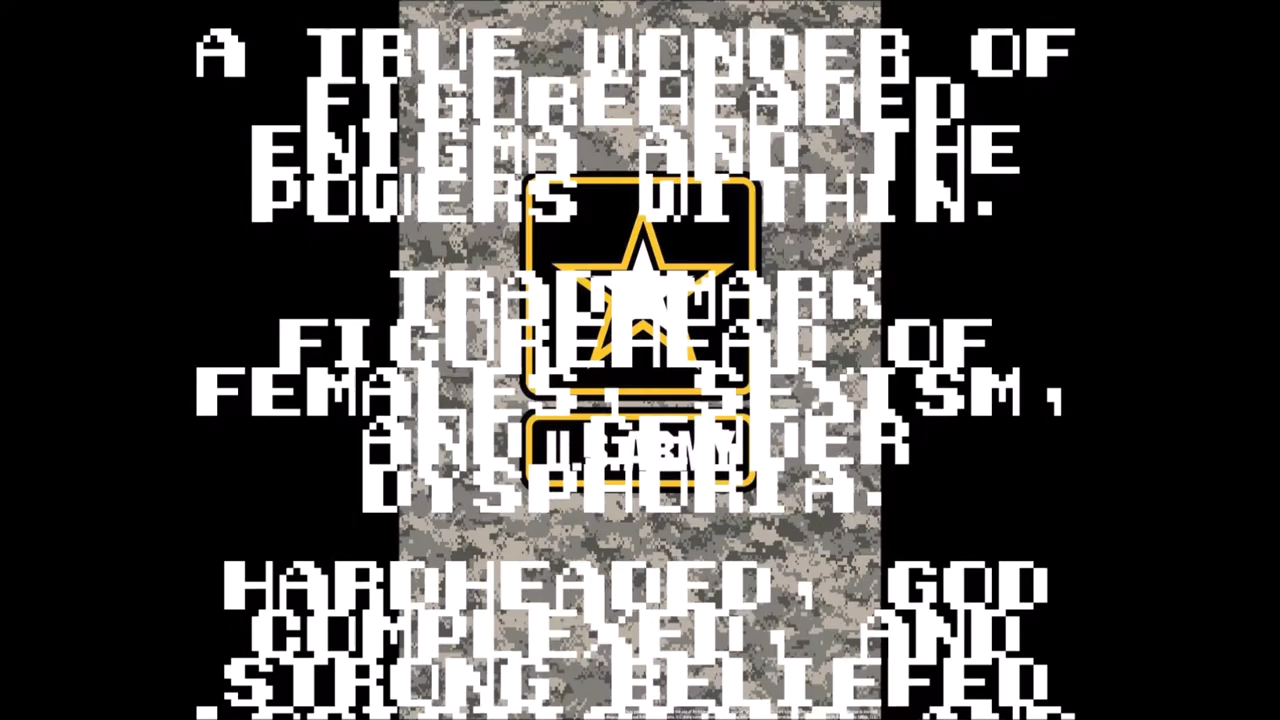 A TRUE WONDER OF
FIGUREHEADED
ENIGMA AND THE
POWERS WITHIN.
TRADEMARK
FIGUREHEAD OF
FEMALES, SEXISM,
AND GENDER
DYSPHORIA.
U.S. ARMY
HARDHEADED, GOD
COMPLEXED, AND
STRONG BELIEFED